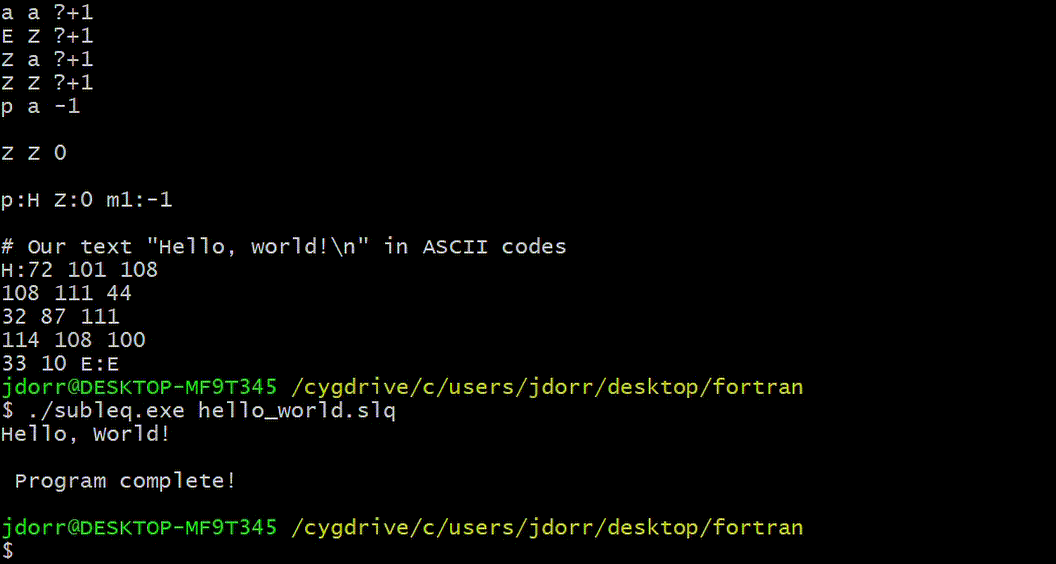 a a ?+1
E Z ?+1
Z a ?+1
Z Z ?+1
p a -1
Z Z 0
p:H Z:0 m1:-1
# Our text "Hello, world!\n" in ASCII codes
H:72 101 108
108 111 44
32 87 111
114 108 100
33 10 E:E
jdorr@DESKTOP-MF9T345 /cygdrive/c/users/jdorr/desktop/fortran
$ ./subleq.exe hello_world.slq
Hello, World!
Program complete!
jdorr@DESKTOP-MF9T345 /cygdrive/c/users/jdorr/desktop/fortran
$